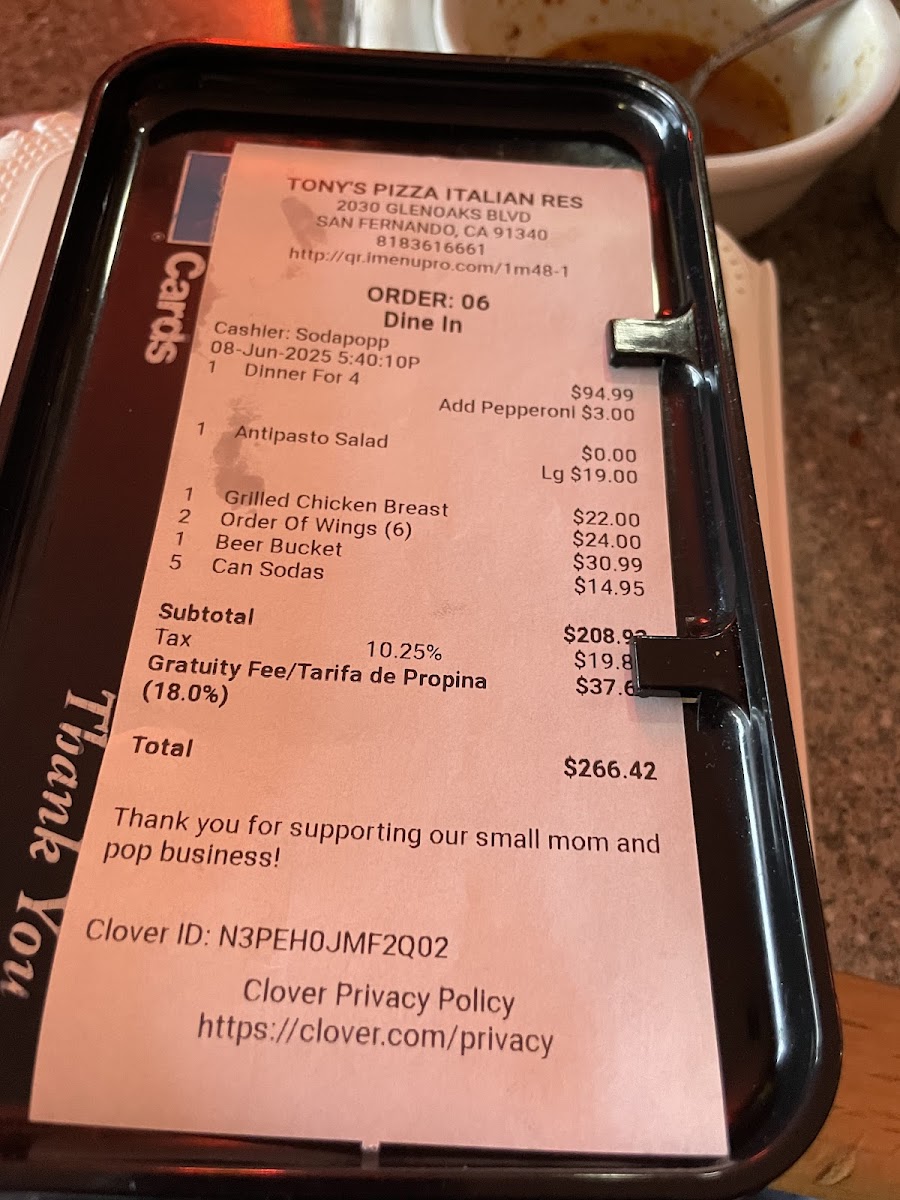 TONY'S PIZZA ITALIAN RES
2030 GLENOAKS BLVD
SAN FERNANDO, CA 91340
8183616661
http://qr.imenupro.com/1m48-1
ORDER: 06
Dine In
Cashier: Sodapopp
08-Jun-2025 5:40:10P
1 Dinner For 4 $94.99
Add Pepperoni $3.00
1 Antipasto Salad $0.00
Lg $19.00
1 Grilled Chicken Breast $22.00
2 Order Of Wings (6) $24.00
1 Beer Bucket $30.99
5 Can Sodas $14.95
Subtotal
Tax 10.25%
Gratuity Fee/Tarifa de Propina
(18.0%)
Total $266.42
Thank you for supporting our small mom and
pop business!
Clover ID: N3PEH0JMF2Q02
Clover Privacy Policy
https://clover.com/privacy
Cards
Thank You